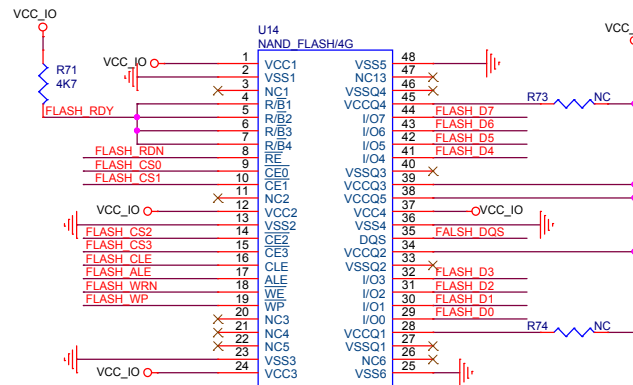 VCC_IO
VCC_IO
U14
NAND_FLASH/4G
R71
4K7
VCC_IO
1 VCC1 VSS5 48
2 VSS1 NC13 47
3 NC1 VSSQ4 46
4 R/B1 VCCQ4 45 R73 NC
FLASH_RDY 5 R/B2 I/O7 44 FLASH_D7
6 R/B3 I/O6 43 FLASH_D6
7 R/B4 I/O5 42 FLASH_D5
FLASH_RDN 8 RE I/O4 41 FLASH_D4
FLASH_CS0 9 CE0 VSSQ3 40
FLASH_CS1 10 CE1 VCCQ3 39
11 NC2 VCCQ5 38
VCC_IO 12 VCC2 VCC4 37 VCC_IO
13 VSS2 VSS4 36
FLASH_CS2 14 CE2 DQS 35 FALSH_DQS
FLASH_CS3 15 CE3 VCCQ2 34
FLASH_CLE 16 CLE VSSQ2 33
FLASH_ALE 17 ALE I/O3 32 FLASH_D3
FLASH_WRN 18 WE I/O2 31 FLASH_D2
FLASH_WP 19 WP I/O1 30 FLASH_D1
20 NC3 I/O0 29 FLASH_D0
21 NC4 VCCQ1 28 R74 NC
22 NC5 VSSQ1 27
23 VSS3 NC6 26
VCC_IO 24 VCC3 VSS6 25